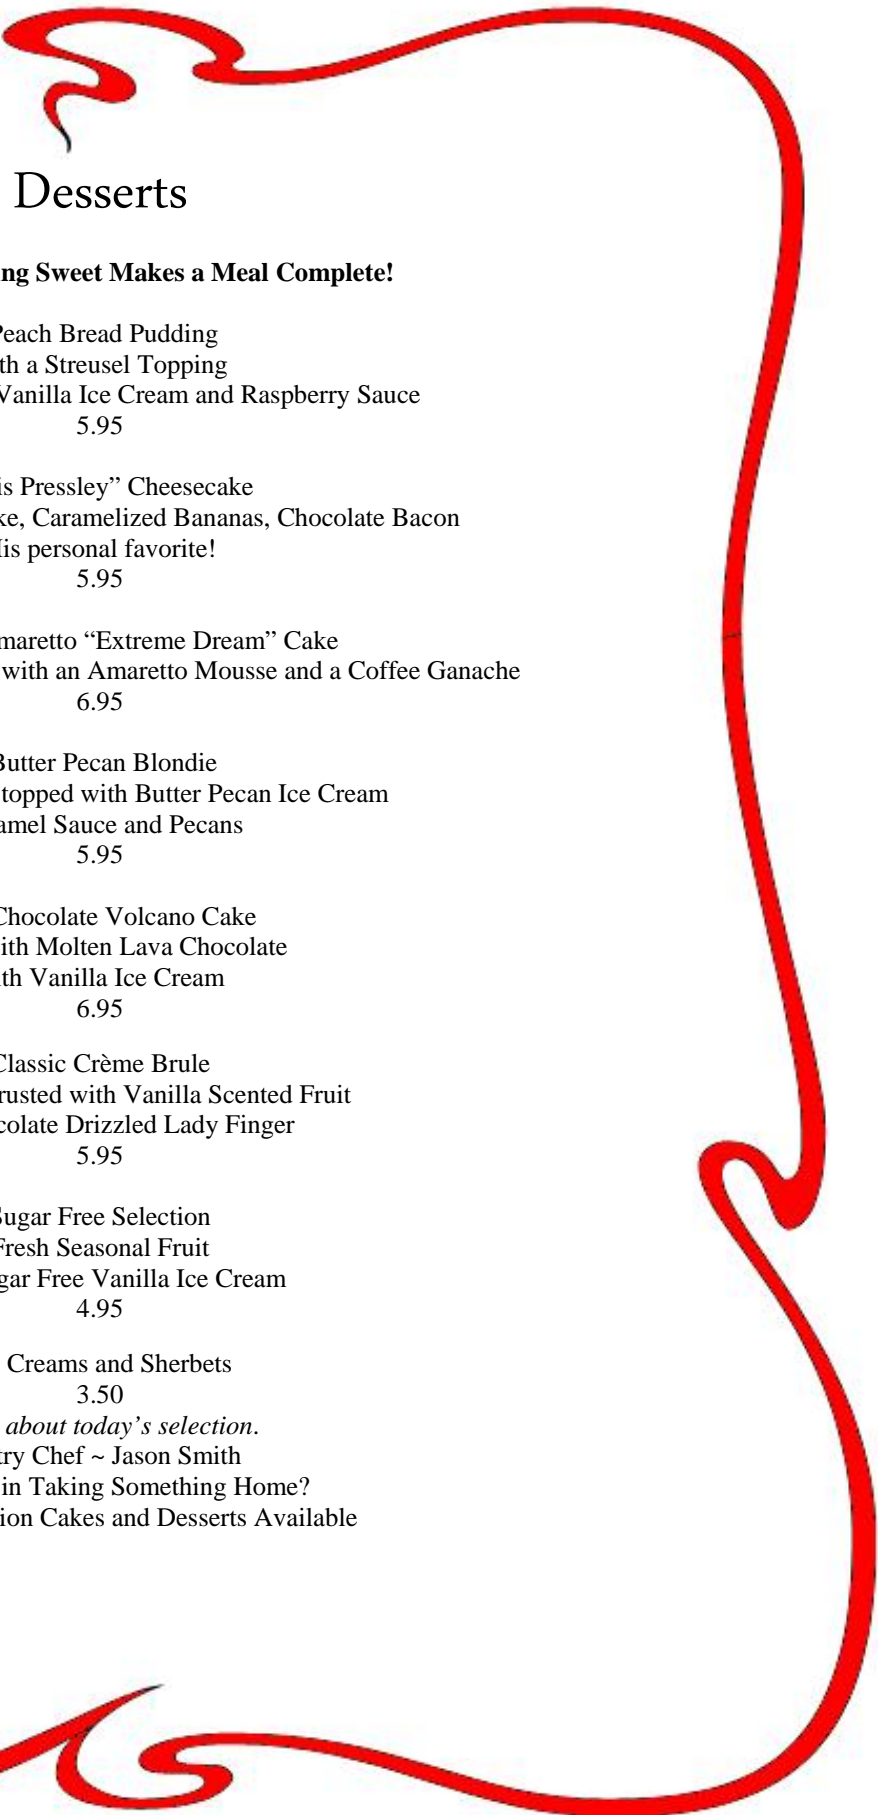 Desserts
ng Sweet Makes a Meal Complete!
Peach Bread Pudding
th a Streusel Topping
Vanilla Ice Cream and Raspberry Sauce
5.95
is Pressley” Cheesecake
ke, Caramelized Bananas, Chocolate Bacon
His personal favorite!
5.95
maretto “Extreme Dream” Cake
with an Amaretto Mousse and a Coffee Ganache
6.95
Butter Pecan Blondie
topped with Butter Pecan Ice Cream
amel Sauce and Pecans
5.95
Chocolate Volcano Cake
ith Molten Lava Chocolate
th Vanilla Ice Cream
6.95
Classic Crème Brule
rusted with Vanilla Scented Fruit
colate Drizzled Lady Finger
5.95
Sugar Free Selection
Fresh Seasonal Fruit
gar Free Vanilla Ice Cream
4.95
Creams and Sherbets
3.50
about today’s selection.
try Chef ~ Jason Smith
in Taking Something Home?
ion Cakes and Desserts Available